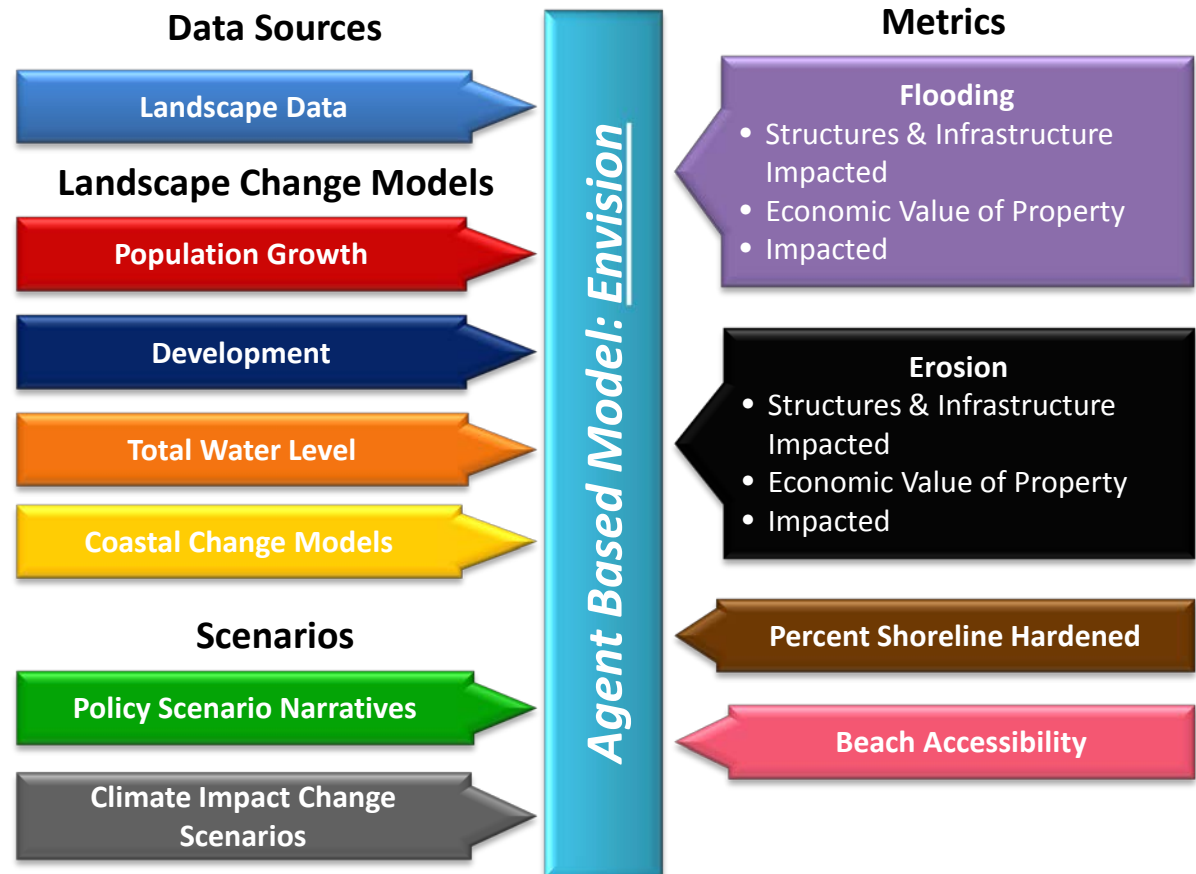 Data Sources
Landscape Data
Landscape Change Models
Population Growth
Development
Total Water Level
Coastal Change Models
Scenarios
Policy Scenario Narratives
Climate Impact Change
Scenarios
Agent Based Model: Envision
Metrics
Flooding
• Structures & Infrastructure
Impacted
• Economic Value of Property
• Impacted
Erosion
• Structures & Infrastructure
Impacted
• Economic Value of Property
• Impacted
Percent Shoreline Hardened
Beach Accessibility